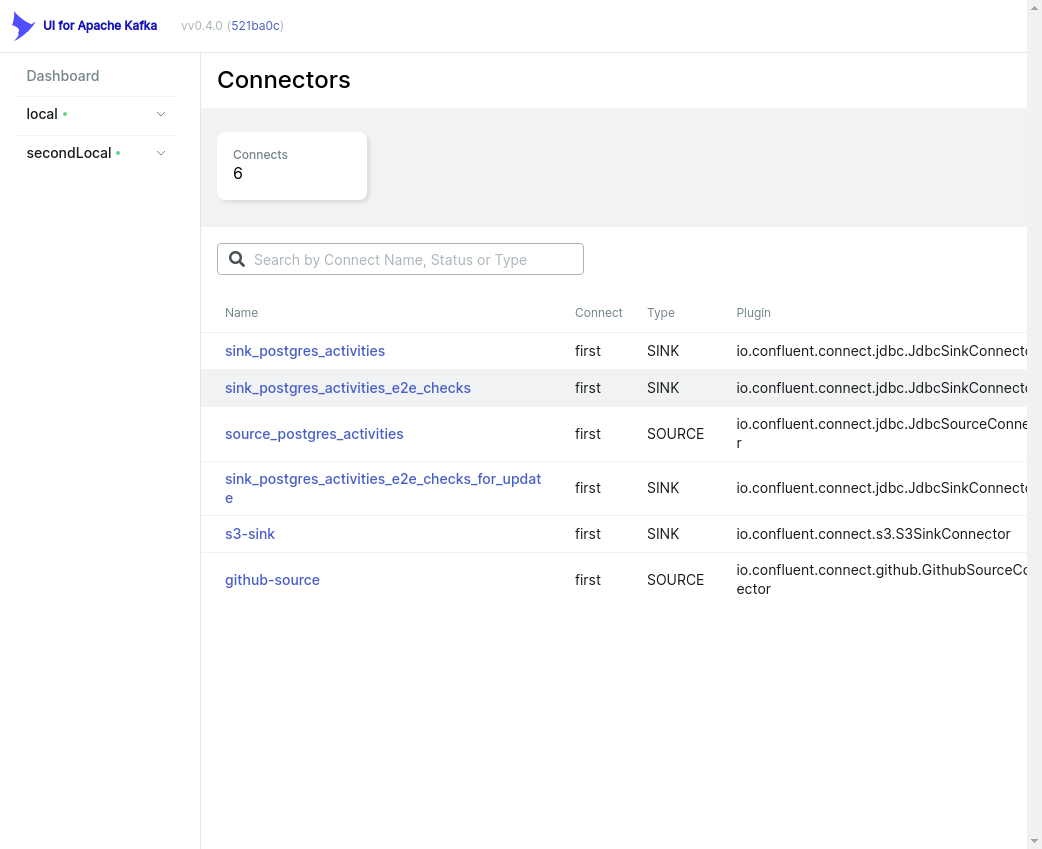 UI for Apache Kafka vv0.4.0 (521ba0c)
Dashboard
local
secondLocal
Connectors
Connects
6
Search by Connect Name, Status or Type
Name Connect Type Plugin
sink_postgres_activities first SINK io.confluent.connect.jdbc.JdbcSinkConnecto
sink_postgres_activities_e2e_checks first SINK io.confluent.connect.jdbc.JdbcSinkConnecto
source_postgres_activities first SOURCE io.confluent.connect.jdbc.JdbcSourceConne
r
sink_postgres_activities_e2e_checks_for_updat
e first SINK io.confluent.connect.jdbc.JdbcSinkConnecto
s3-sink first SINK io.confluent.connect.s3.S3SinkConnector
github-source first SOURCE io.confluent.connect.github.GithubSourceCo
ector